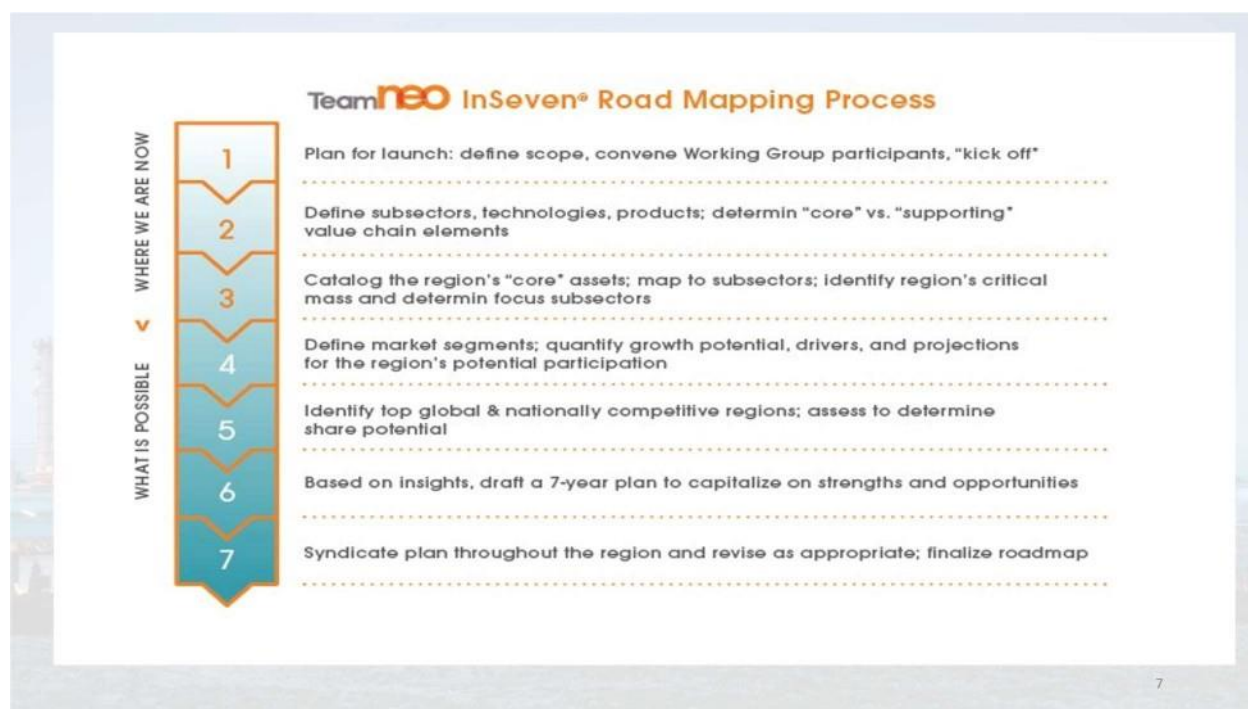 Teamneo InSeven® Road Mapping Process
WHERE WE ARE NOW
v
WHAT IS POSSIBLE
1
Plan for launch: define scope, convene Working Group participants, “kick off”
2
Define subsectors, technologies, products; determin “core” vs. “supporting”
value chain elements
3
Catalog the region’s “core” assets; map to subsectors; identify region’s critical
mass and determin focus subsectors
4
Define market segments; quantify growth potential, drivers, and projections
for the region’s potential participation
5
Identify top global & nationally competitive regions; assess to determine
share potential
6
Based on insights, draft a 7-year plan to capitalize on strengths and opportunities
7
Syndicate plan throughout the region and revise as appropriate; finalize roadmap
7